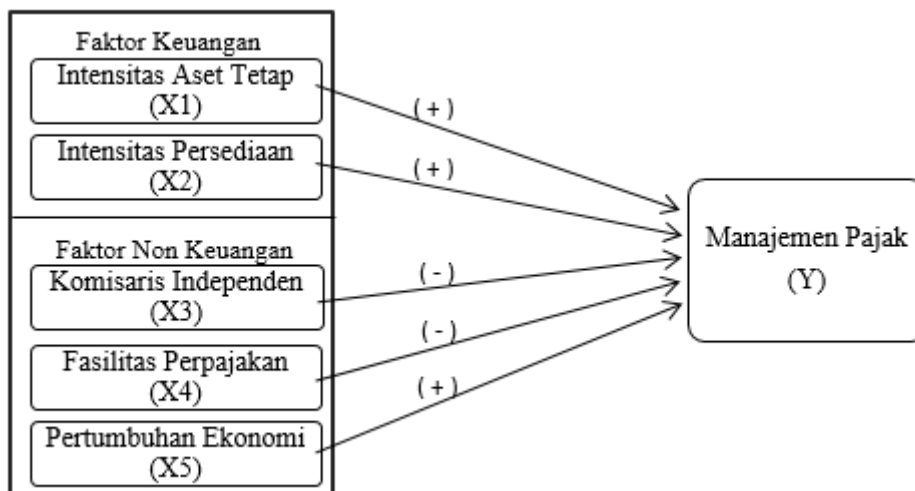 Faktor Keuangan
Intensitas Aset Tetap
(X1)
(+)
Intensitas Persediaan
(X2)
(+)
Faktor Non Keuangan
Komisaris Independen
(X3)
(-)
Fasilitas Perpajakan
(X4)
(-)
Pertumbuhan Ekonomi
(X5)
(+)
Manajemen Pajak
(Y)